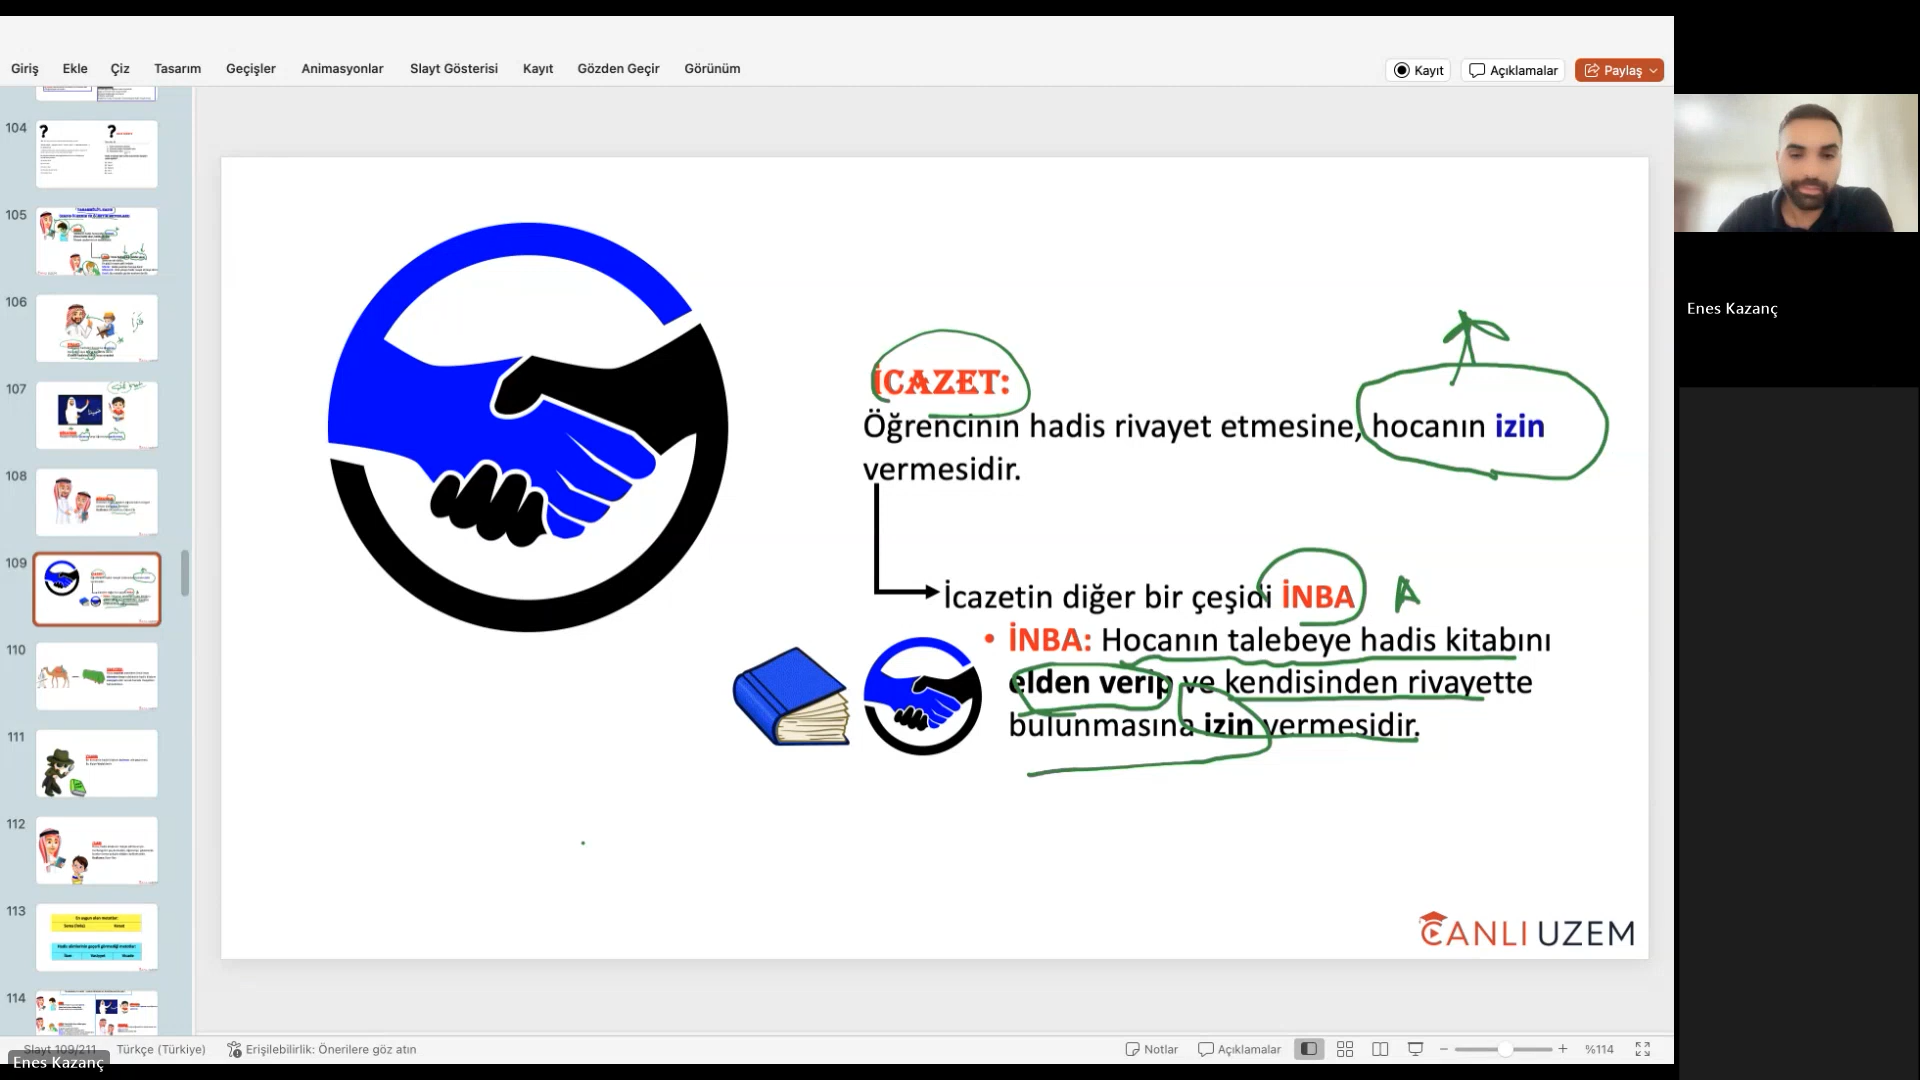 Giriş Ekle Çiz Tasarım Geçişler Animasyonlar Slayt Gösterisi Kayıt Gözden Geçir Görünüm
Kayıt Açıklamalar Paylaş
104
105
106
107
108
109
110
111
112
113
114
İCAZET:
Öğrencinin hadis rivayet etmesine, hocanın izin
vermesidir.
İcazetin diğer bir çeşidi İNBA A
• İNBA: Hocanın talebeye hadis kitabını
elden verip ve kendisinden rivayette
bulunmasına izin vermesidir.
CANLI UZEM
Enes Kazanç
Slayt 109/211 Türkçe (Türkiye) Erişilebilirlik: Önerilere göz atın
Notlar Açıklamalar %114
Enes Kazanç